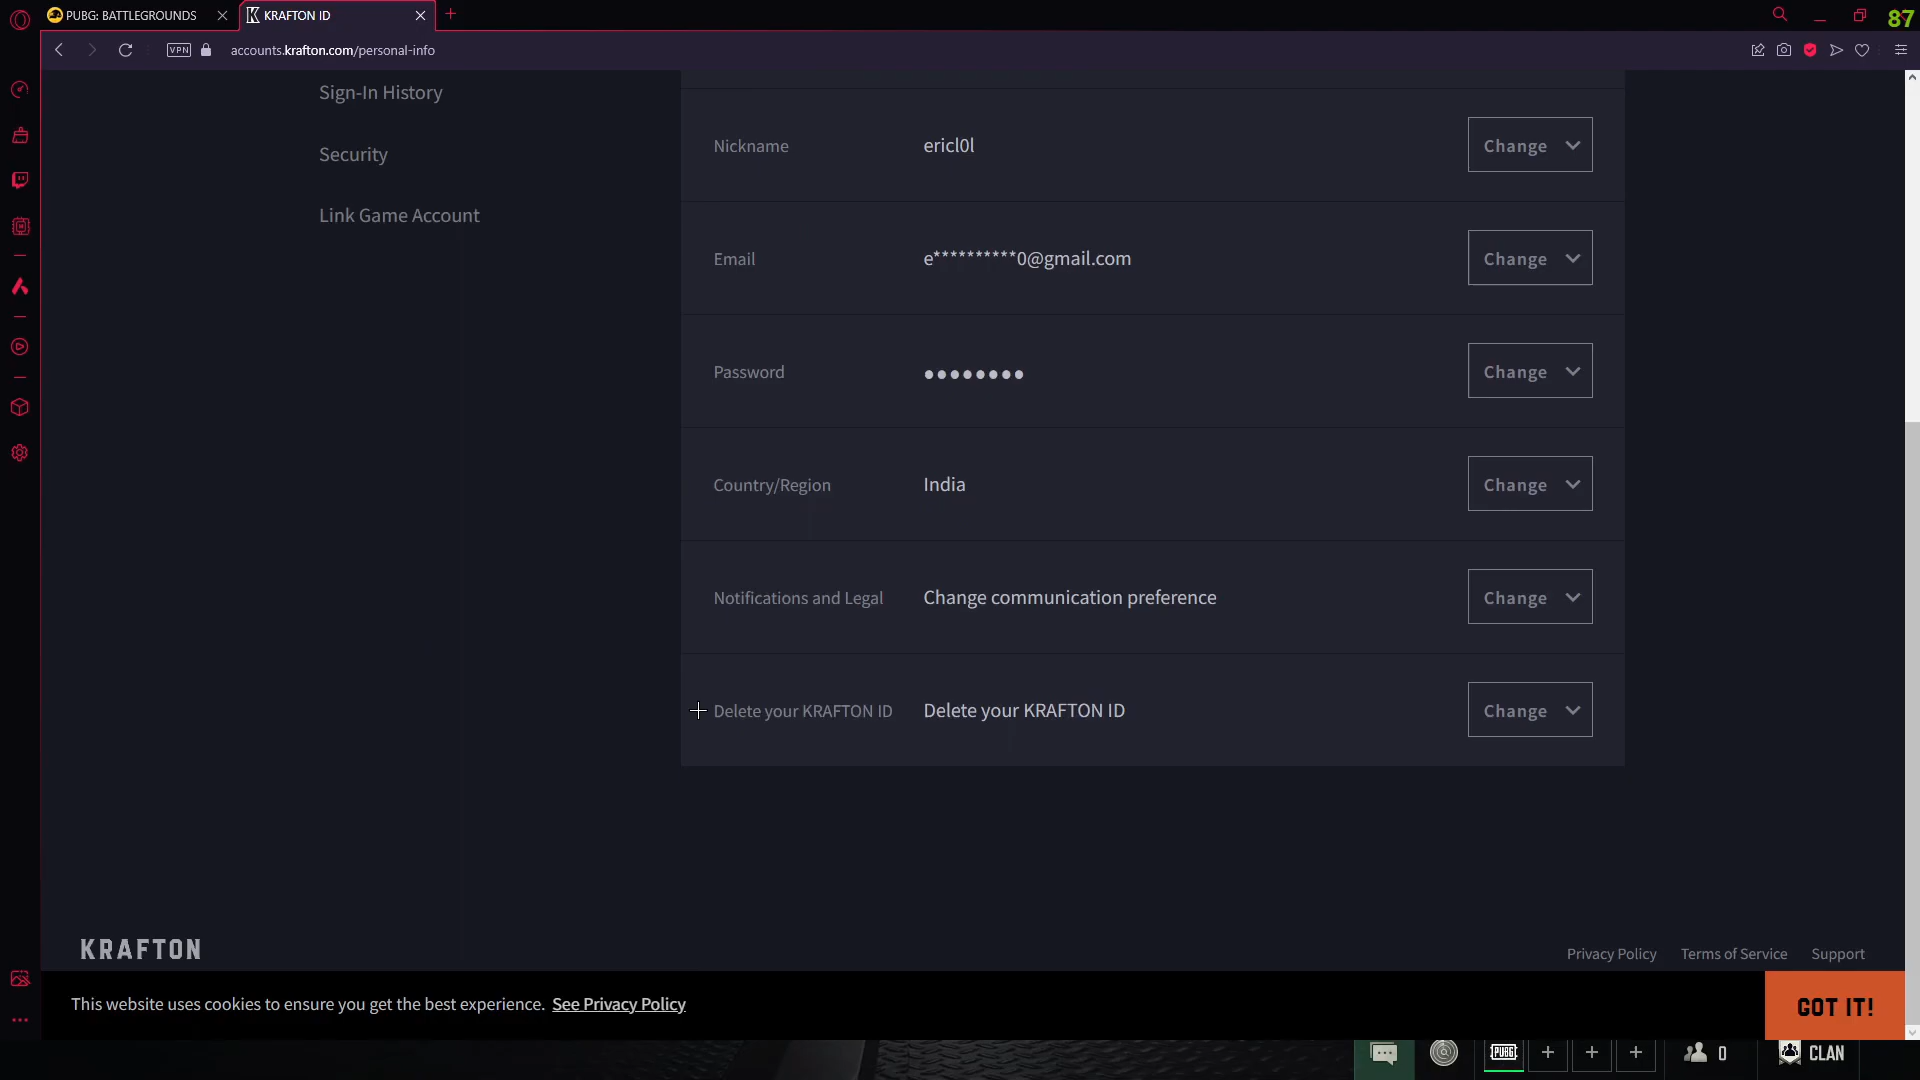 PUBG: BATTLEGROUNDS
KRAFTON ID
87
VPN
accounts.krafton.com/personal-info
Sign-In History
Security
Link Game Account
Nickname ericl0l Change
Email e**********0@gmail.com Change
Password ●●●●●●●● Change
Country/Region India Change
Notifications and Legal Change communication preference Change
Delete your KRAFTON ID Delete your KRAFTON ID Change
KRAFTON
Privacy Policy Terms of Service Support
This website uses cookies to ensure you get the best experience. See Privacy Policy
GOT IT!
PUBG
0
CLAN